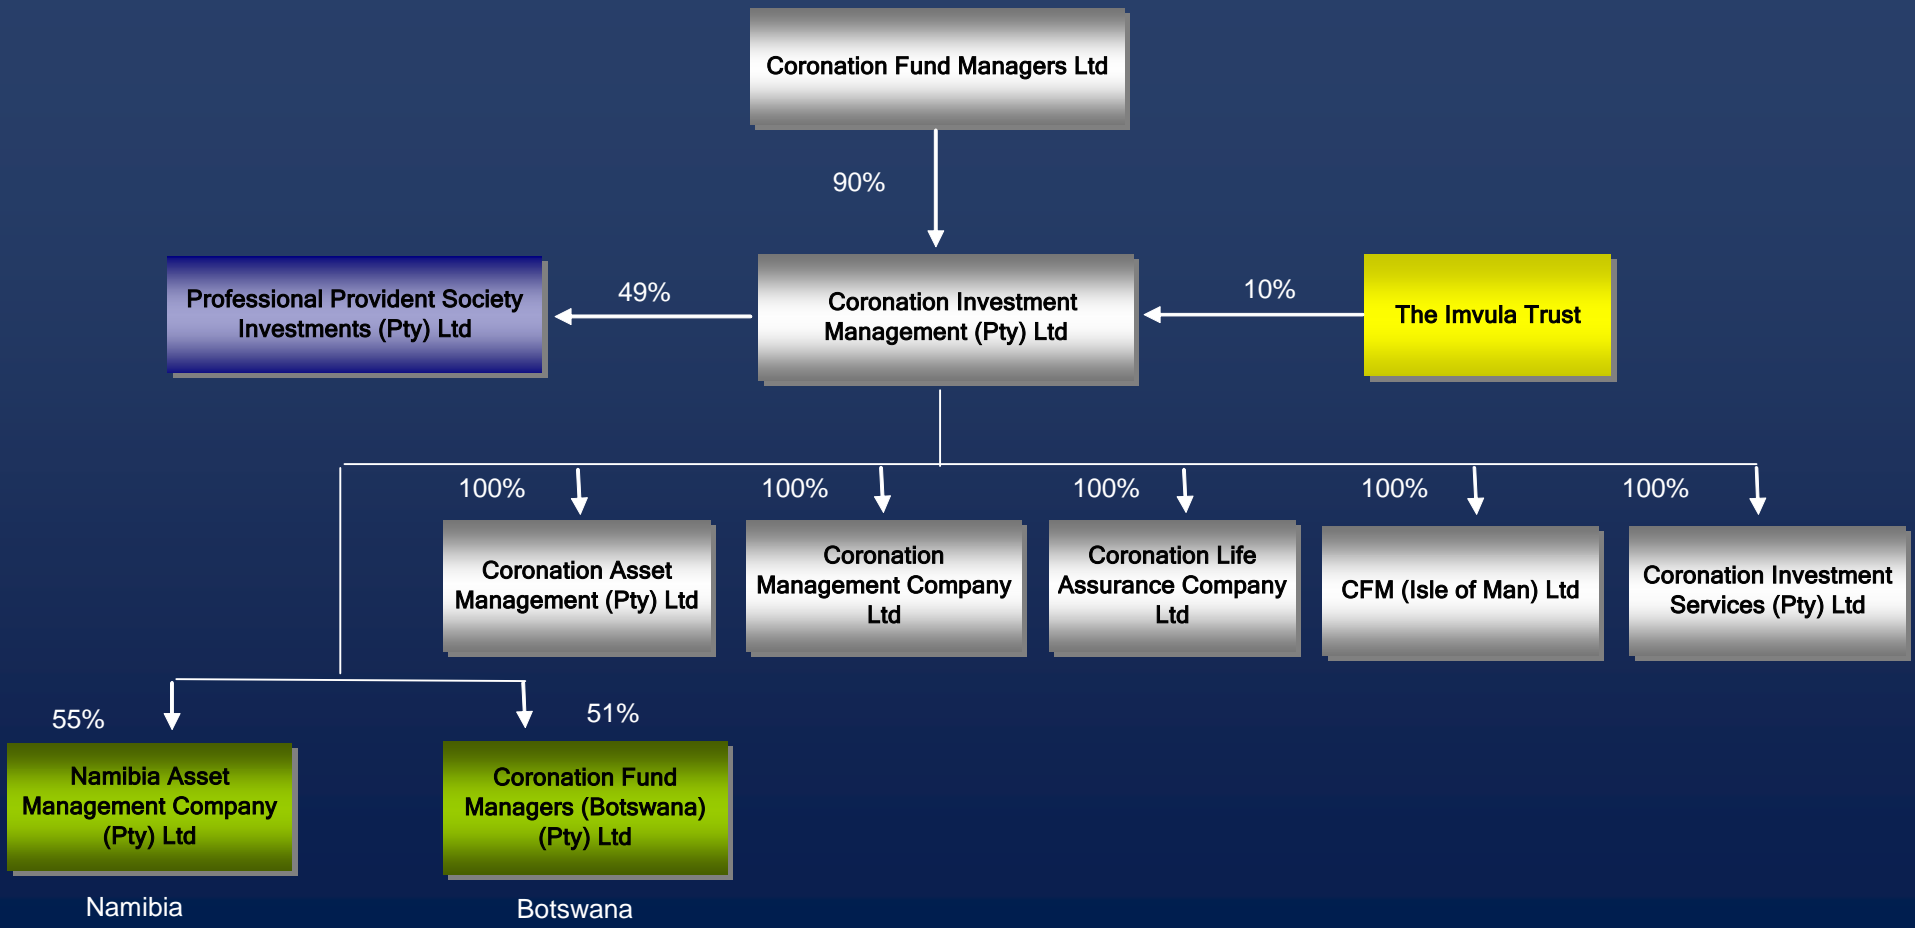 Coronation Fund Managers Ltd
90%
Professional Provident Society
Investments (Pty) Ltd
49%
Coronation Investment
Management (Pty) Ltd
10%
The Imvula Trust
100%
100%
100%
100%
100%
Coronation Asset
Management (Pty) Ltd
Coronation
Management Company
Ltd
Coronation Life
Assurance Company
Ltd
CFM (Isle of Man) Ltd
Coronation Investment
Services (Pty) Ltd
55%
51%
Namibia Asset
Management Company
(Pty) Ltd
Coronation Fund
Managers (Botswana)
(Pty) Ltd
Namibia
Botswana